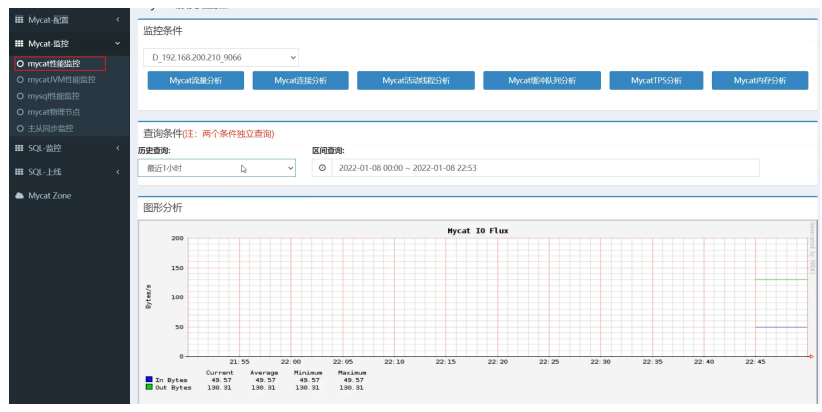 Mycat-配置
Mycat-监控
mycat性能监控
mycatJVM性能监控
mysql性能监控
mycat物理节点
主从同步监控
SQL-监控
SQL-上线
Mycat Zone
监控条件
D_192.168.200.210_9066
Mycat流量分析 Mycat连接分析 Mycat活动线程分析 Mycat缓冲队列分析 MycatTPS分析 Mycat内存分析
查询条件(注：两个条件独立查询)
历史查询: 区间查询:
最近1小时 2022-01-08 00:00 ~ 2022-01-08 22:53
图形分析
Mycat IO Flux
200
150
100
50
0
Bytes/s
21:55 22:00 22:05 22:10 22:15 22:20 22:25 22:30 22:35 22:40 22:45
Current Average Minimum Maximum
In Bytes 49.57 49.57 49.57 49.57
Out Bytes 130.31 130.31 130.31 130.31